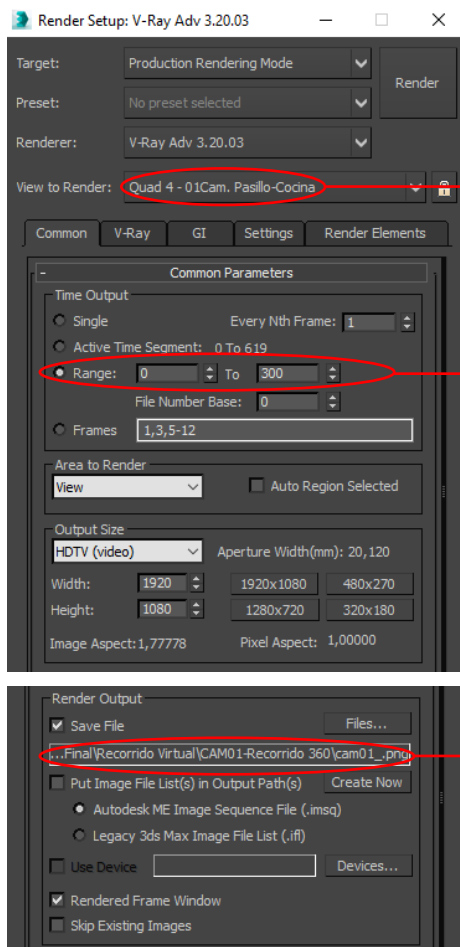 Render Setup: V-Ray Adv 3.20.03
Target: Production Rendering Mode
Render
Preset: No preset selected
Renderer: V-Ray Adv 3.20.03
View to Render: Quad 4 - 01Cam. Pasillo-Cocina
Common V-Ray GI Settings Render Elements
- Common Parameters
Time Output
Single Every Nth Frame: 1
Active Time Segment: 0 To 619
Range: 0 To 300
File Number Base: 0
Frames 1,3,5-12
Area to Render
View Auto Region Selected
Output Size
HDTV (video) Aperture Width(mm): 20,120
Width: 1920 1920x1080 480x270
Height: 1080 1280x720 320x180
Image Aspect: 1,77778 Pixel Aspect: 1,00000
Render Output
Save File Files...
...Final\Recorrido Virtual\CAM01-Recorrido 360\cam01_.png
Put Image File List(s) in Output Path(s) Create Now
Autodesk ME Image Sequence File (.imsq)
Legacy 3ds Max Image File List (.ifl)
Use Device Devices...
Rendered Frame Window
Skip Existing Images